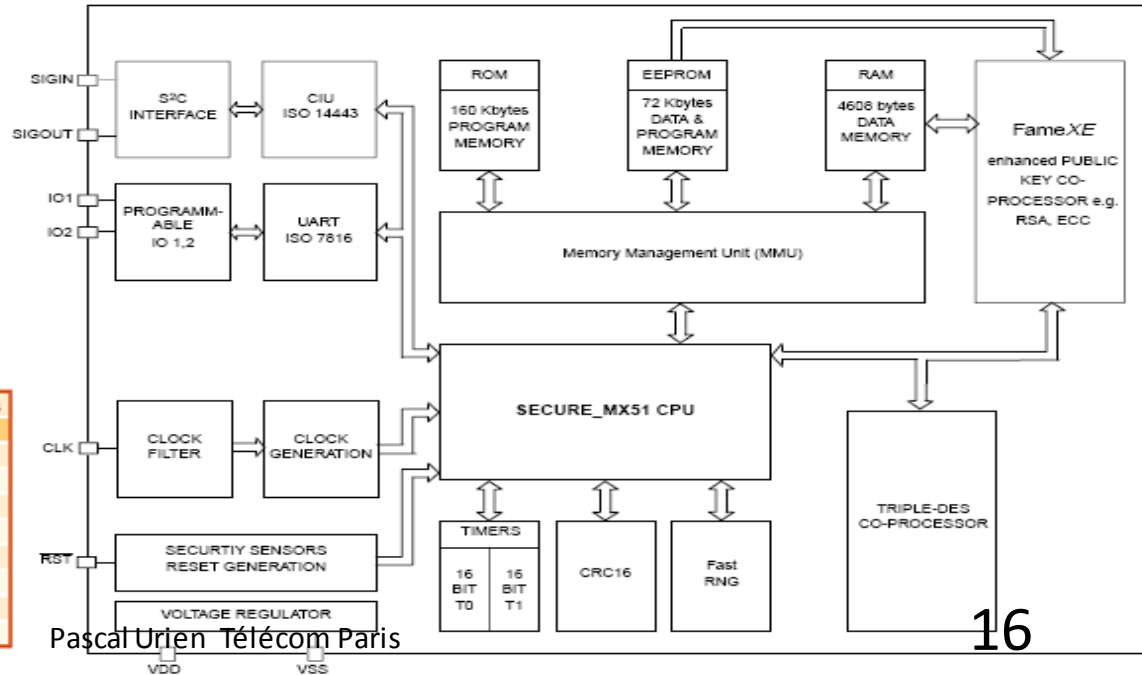 SIGIN
SIGOUT
S²C
INTERFACE
CIU
ISO 14443
IO1
IO2
PROGRAMM-
ABLE
IO 1,2
UART
ISO 7816
ROM
160 Kbytes
PROGRAM
MEMORY
EEPROM
72 Kbytes
DATA &
PROGRAM
MEMORY
RAM
4608 bytes
DATA
MEMORY
FameXE
enhanced PUBLIC
KEY CO-
PROCESSOR e.g.
RSA, ECC
Memory Management Unit (MMU)
SECURE_MX51 CPU
CLK
CLOCK
FILTER
CLOCK
GENERATION
RST
SECURTIY SENSORS
RESET GENERATION
VOLTAGE REGULATOR
TIMERS
16
BIT
T0
16
BIT
T1
CRC16
Fast
RNG
TRIPLE-DES
CO-PROCESSOR
Pascal Urien Télécom Paris
16
VDD
VSS